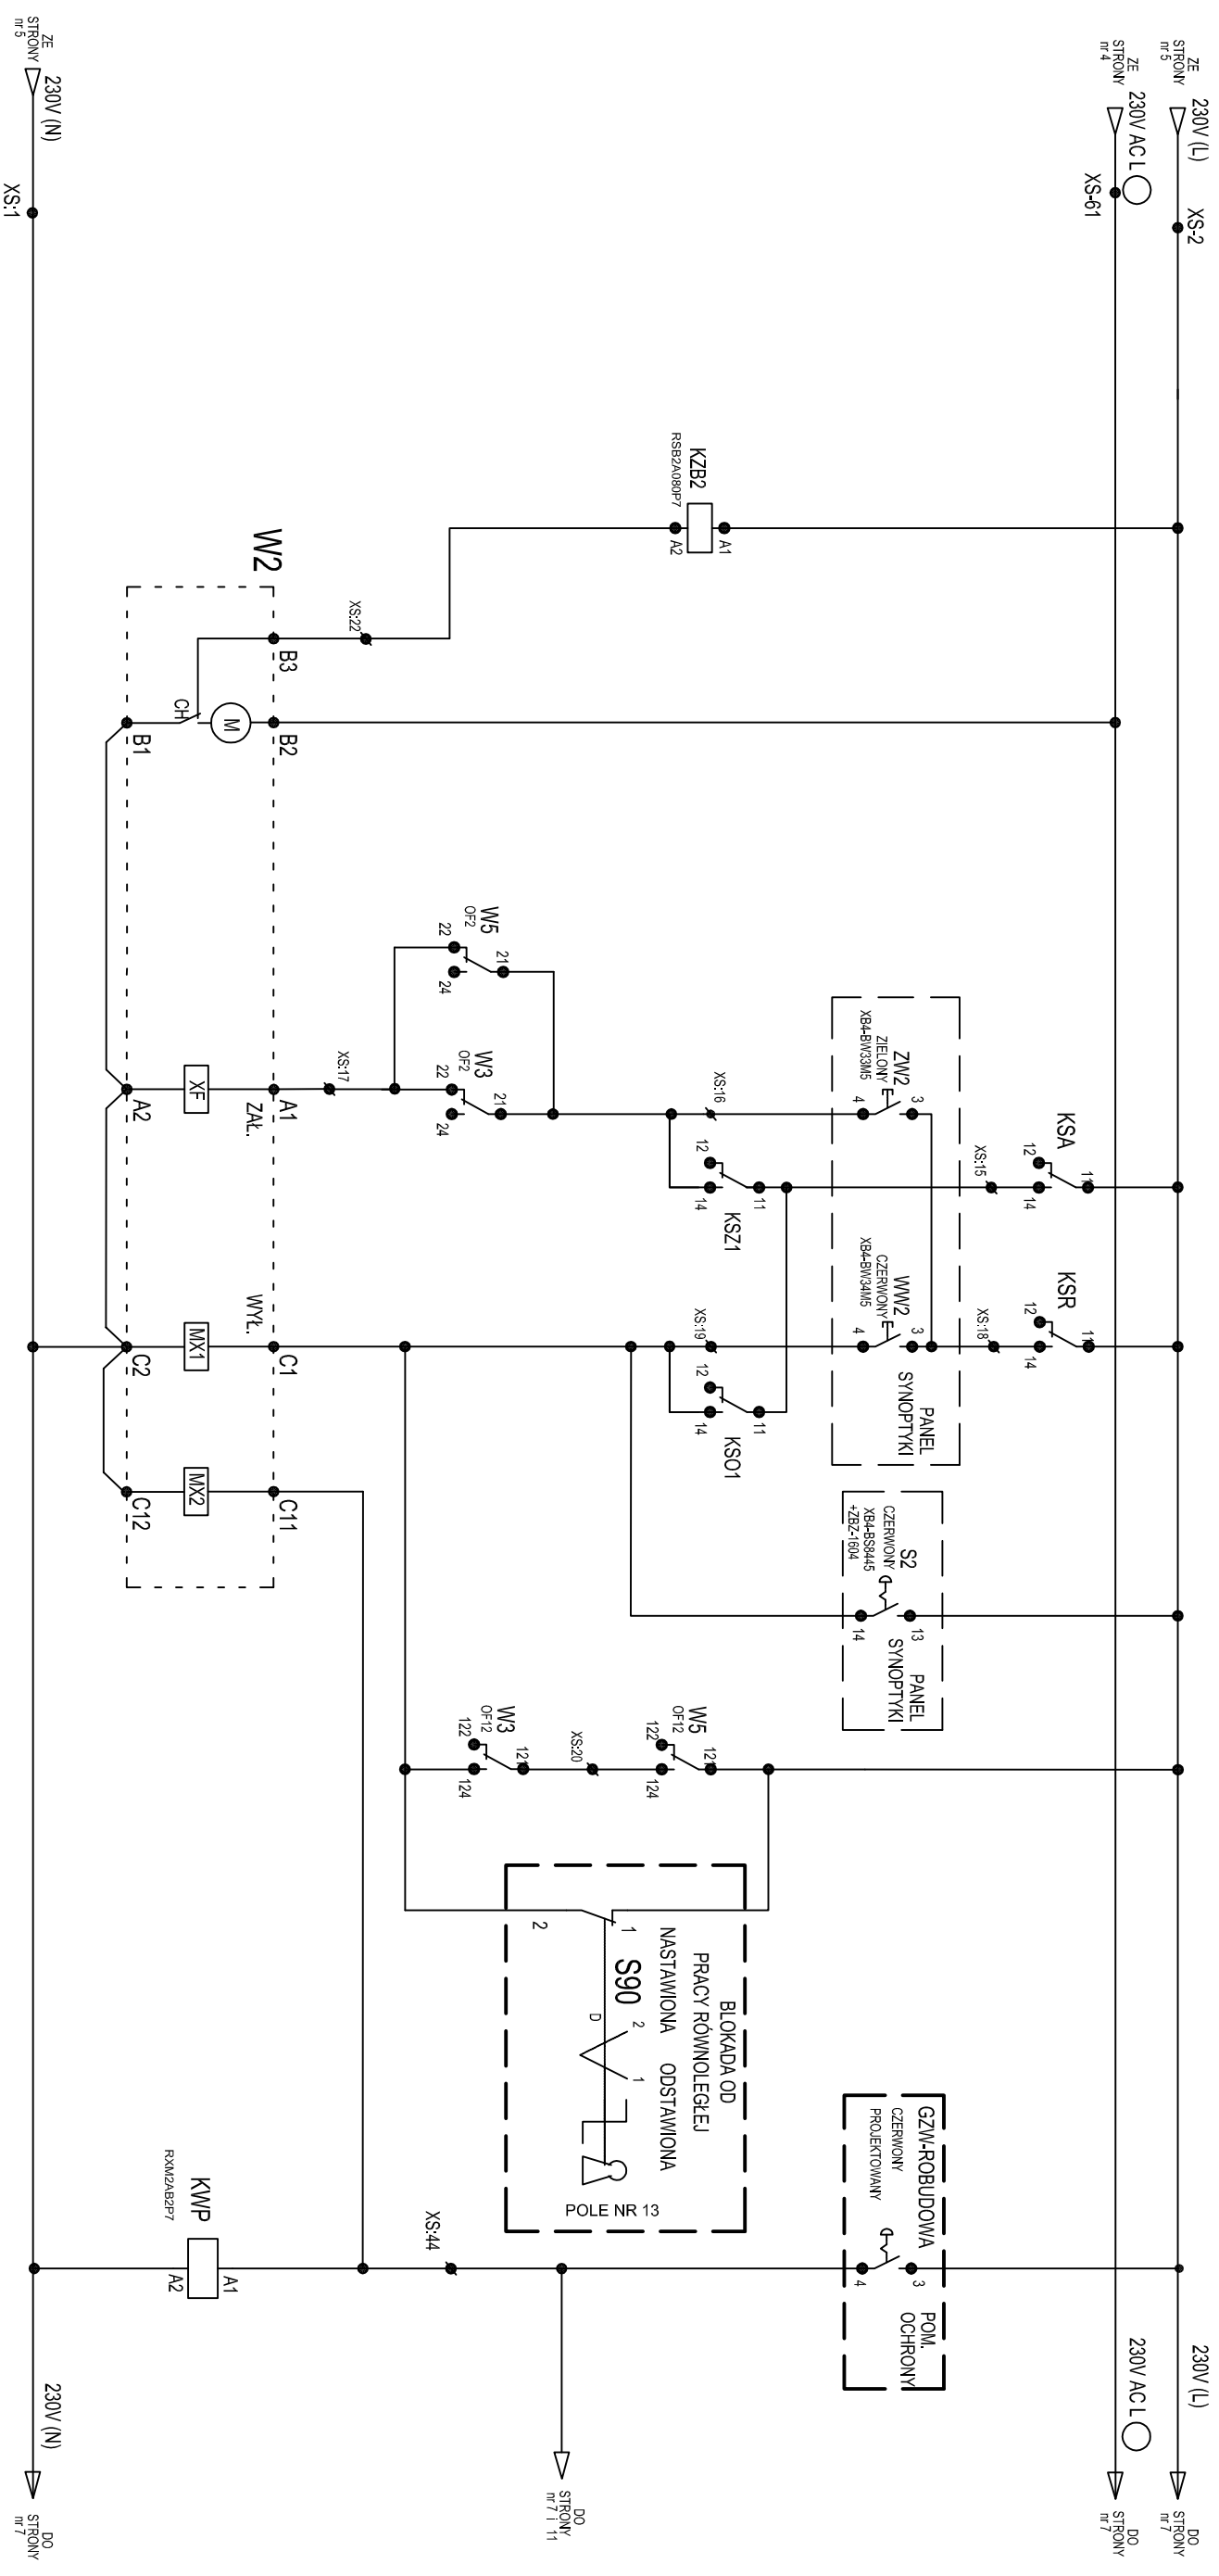 ZE
STRONY
nr 5
230V (L)
XS-2
ZE
STRONY
nr 4
230V AC L
XS-61
ZE
STRONY
nr 5
230V (N)
XS:1
KZB2
RSB2A080P7
A1
A2
XS:22
W2
B3
B2
CH
M
B1
W5
OF2
21
22
24
W3
OF2
21
22
24
XS:17
A1
ZAŁ.
XF
A2
KSA
11
12
14
XS:15
ZW2
ZIELONY
XB4-BW33M5
3
4
XS:16
KSZ1
11
12
14
KSR
11
12
14
XS:18
WW2
CZERWONY
XB4-BW34M5
3
4
PANEL
SYNOPTYKI
XS:19
KSO1
11
12
14
C1
WYŁ.
MX1
C2
C11
MX2
C12
S2
CZERWONY
XB4-BS8445
+ZBZ-1604
13
14
PANEL
SYNOPTYKI
W5
OF12
121
122
124
XS:20
W3
OF12
121
122
124
BLOKADA OD
PRACY RÓWNOLEGŁEJ
NASTAWIONA ODSTAWIONA
S90
1
2
D
2
1
POLE NR 13
GZW-ROBUDOWA
CZERWONY
PROJEKTOWANY
3
4
POM.
OCHRONY
XS:44
KWP
RXM2AB2P7
A1
A2
DO
STRONY
nr 7 i 11
230V (L)
DO
STRONY
nr 7
230V AC L
DO
STRONY
nr 7
230V (N)
DO
STRONY
nr 7